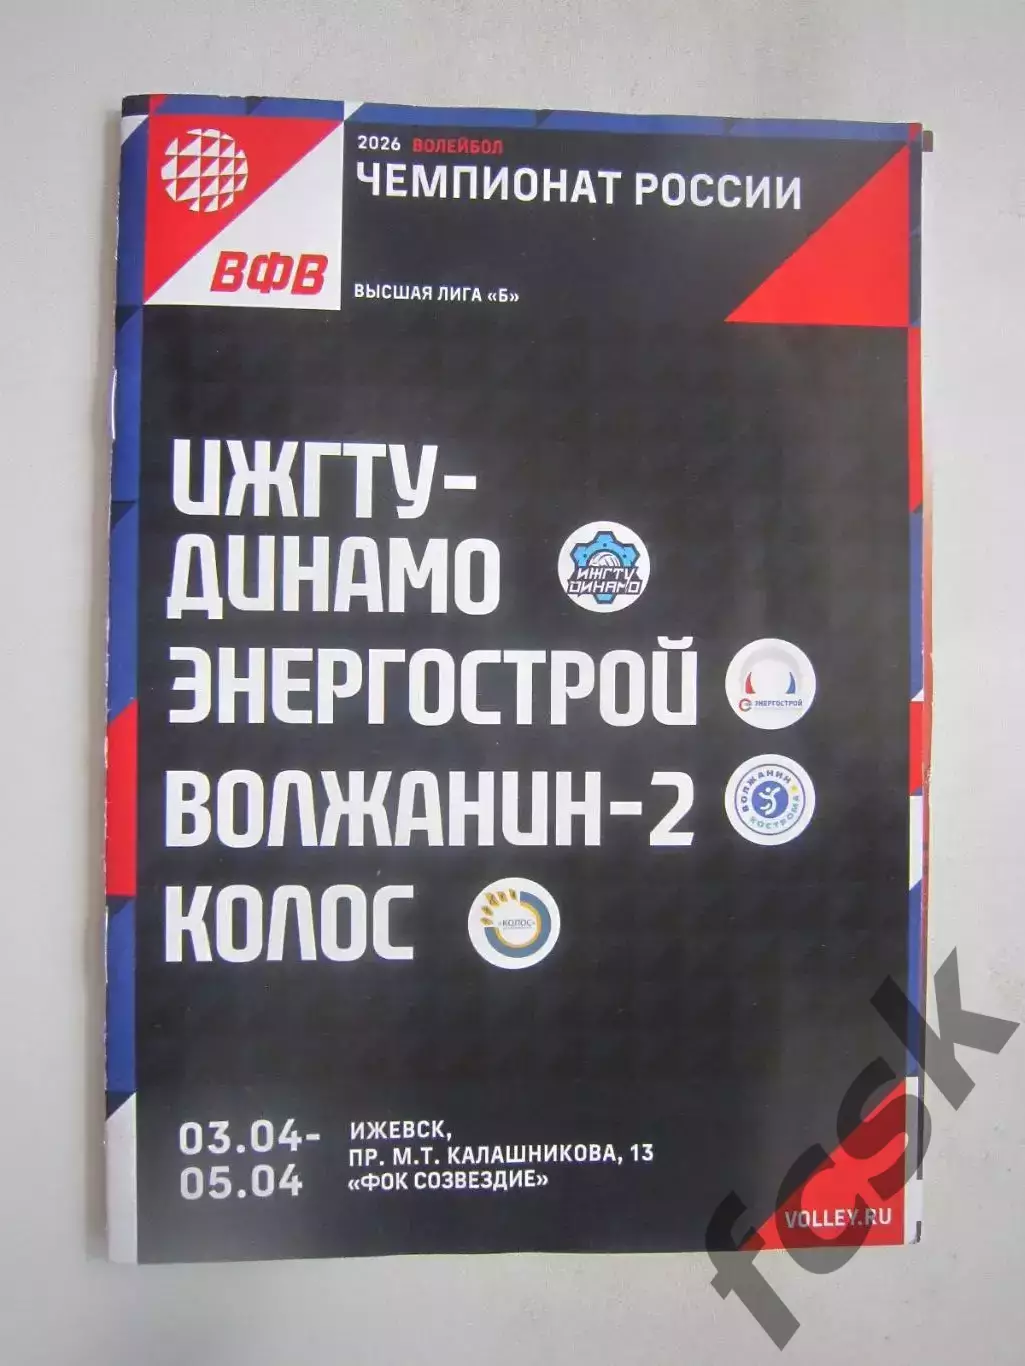 2026 ВОЛЕЙБОЛ
ЧЕМПИОНАТ РОССИИ
ВФВ
ВЫСШАЯ ЛИГА «Б»
ИЖГТУ-
ДИНАМО
ИЖГТУ
ДИНАМО
ЭНЕРГОСТРОЙ
ЭНЕРГОСТРОЙ
ВОЛЖАНИН-2
ВОЛЖАНИН
КОСТРОМА
КОЛОС
«КОЛОС»
03.04-
05.04
ИЖЕВСК,
ПР. М.Т. КАЛАШНИКОВА, 13
«ФОК СОЗВЕЗДИЕ»
VOLLEY.RU
fcsk